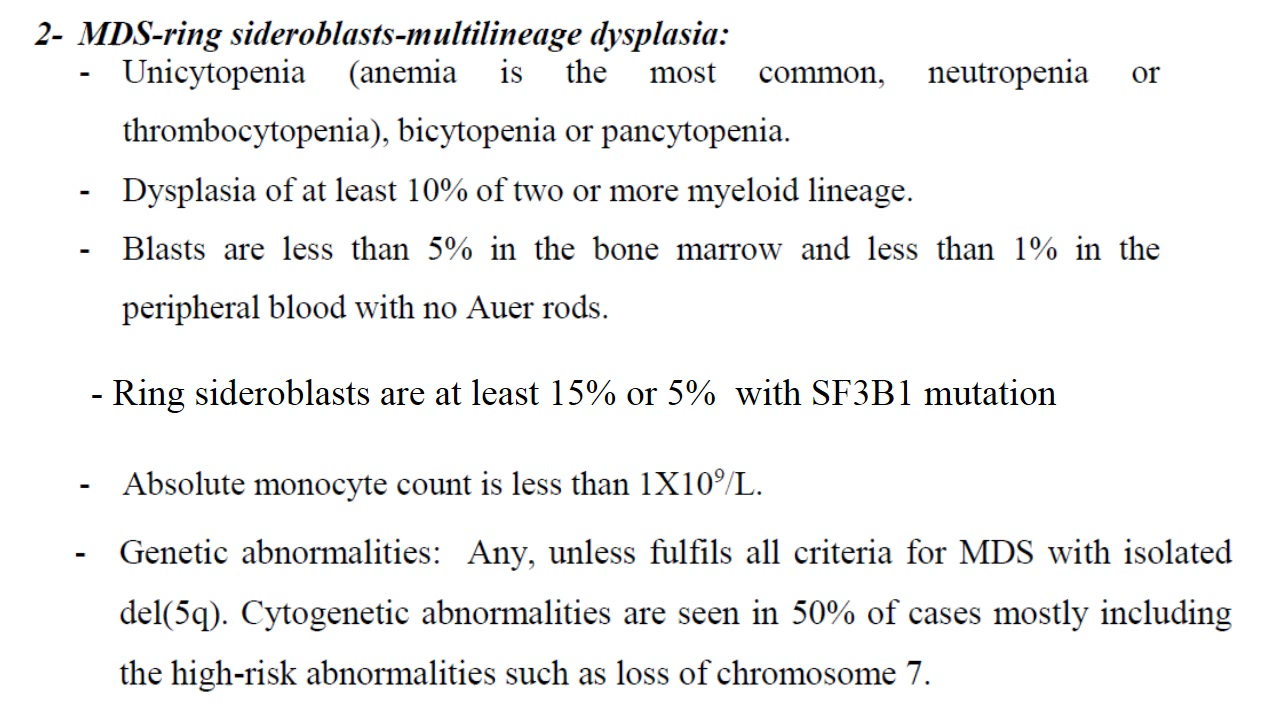 2- MDS-ring sideroblasts-multilineage dysplasia:
- Unicytopenia (anemia is the most common, neutropenia or
thrombocytopenia), bicytopenia or pancytopenia.
- Dysplasia of at least 10% of two or more myeloid lineage.
- Blasts are less than 5% in the bone marrow and less than 1% in the
peripheral blood with no Auer rods.
- Ring sideroblasts are at least 15% or 5% with SF3B1 mutation
- Absolute monocyte count is less than 1X10⁹/L.
- Genetic abnormalities: Any, unless fulfils all criteria for MDS with isolated
del(5q). Cytogenetic abnormalities are seen in 50% of cases mostly including
the high-risk abnormalities such as loss of chromosome 7.